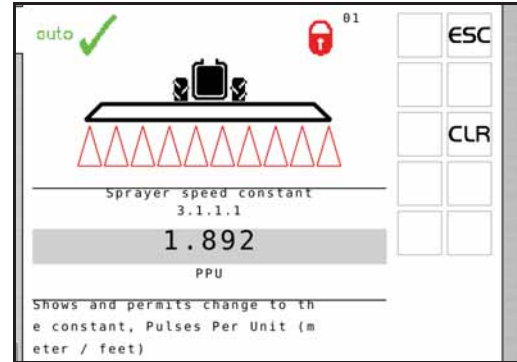 auto
01
ESC
CLR
Sprayer speed constant
3.1.1.1
1.892
PPU
Shows and permits change to th
e constant, Pulses Per Unit (m
eter / feet)